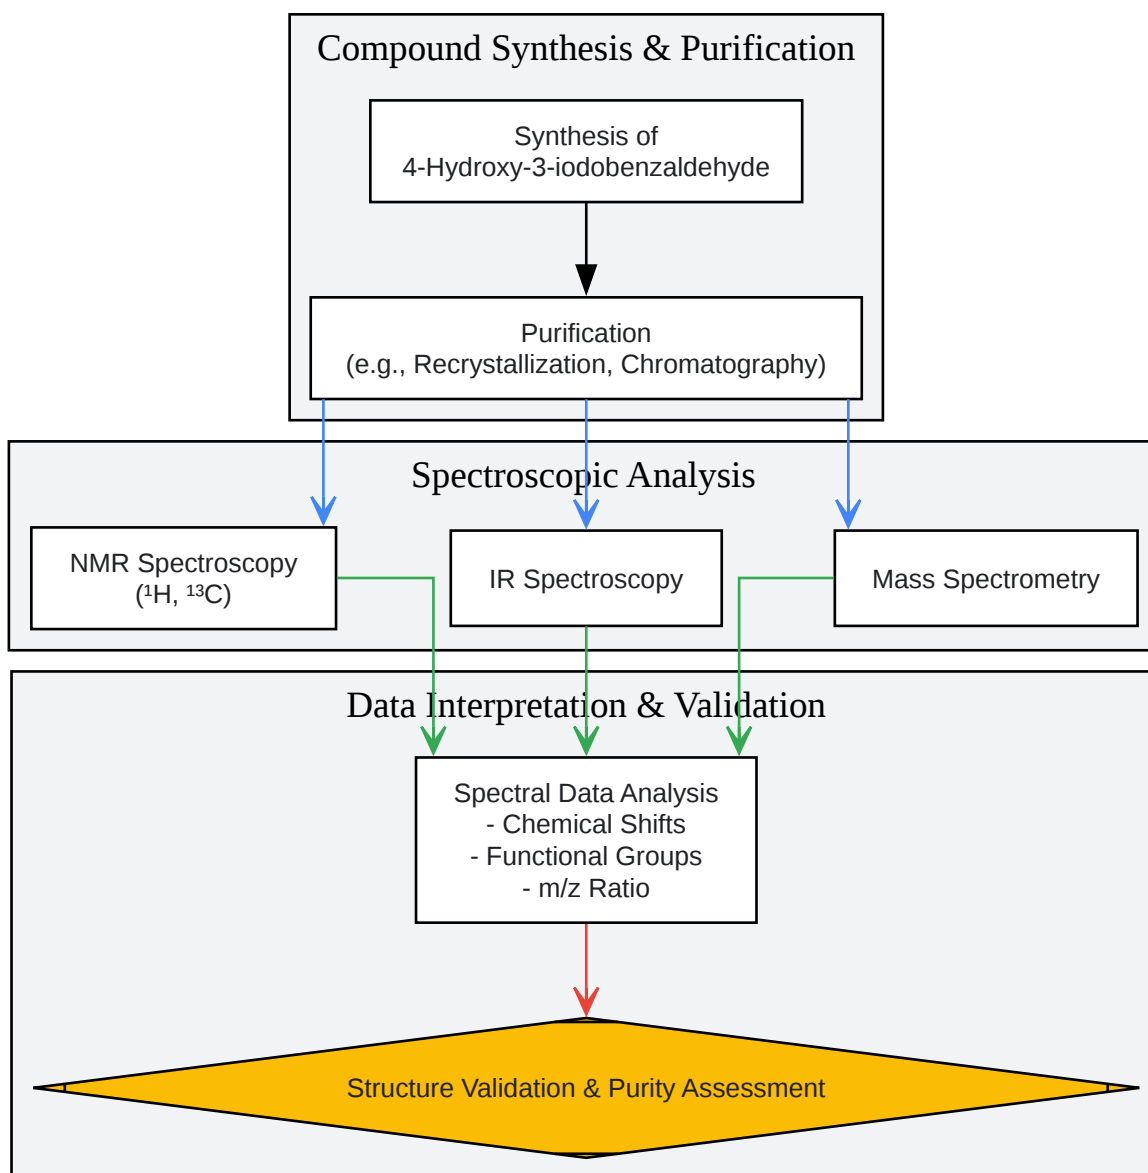 Compound Synthesis & Purification
Synthesis of
4-Hydroxy-3-iodobenzaldehyde
Purification
(e.g., Recrystallization, Chromatography)
Spectroscopic Analysis
NMR Spectroscopy
(¹H, ¹³C)
IR Spectroscopy
Mass Spectrometry
Data Interpretation & Validation
Spectral Data Analysis
- Chemical Shifts
- Functional Groups
- m/z Ratio
Structure Validation & Purity Assessment